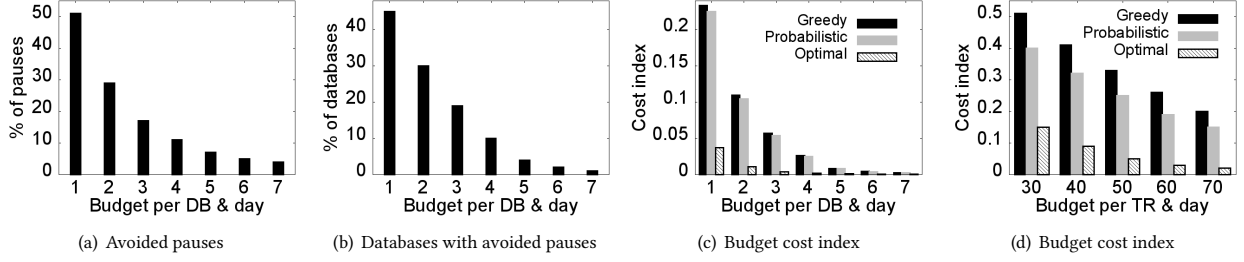 50
40
30
20
10
0
% of pauses
1 2 3 4 5 6 7
Budget per DB & day
(a) Avoided pauses
40
30
20
10
0
% of databases
1 2 3 4 5 6 7
Budget per DB & day
(b) Databases with avoided pauses
0.2
0.15
0.1
0.05
0
Cost index
Greedy
Probabilistic
Optimal
1 2 3 4 5 6 7
Budget per DB & day
(c) Budget cost index
0.5
0.4
0.3
0.2
0.1
0
Cost index
Greedy
Probabilistic
Optimal
30 40 50 60 70
Budget per TR & day
(d) Budget cost index